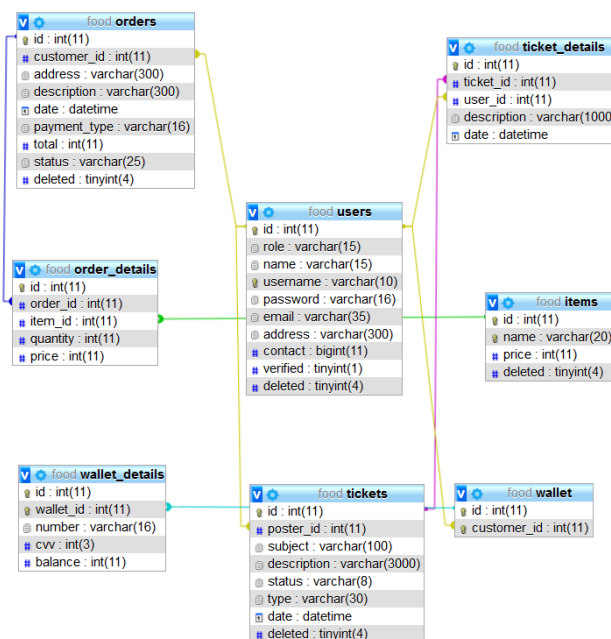 food orders
id : int(11)
customer_id : int(11)
address : varchar(300)
description : varchar(300)
date : datetime
payment_type : varchar(16)
total : int(11)
status : varchar(25)
deleted : tinyint(4)
food ticket_details
id : int(11)
ticket_id : int(11)
user_id : int(11)
description : varchar(1000
date : datetime
food users
id : int(11)
role : varchar(15)
name : varchar(15)
username : varchar(10)
password : varchar(16)
email : varchar(35)
address : varchar(300)
contact : bigint(11)
verified : tinyint(1)
deleted : tinyint(4)
food order_details
id : int(11)
order_id : int(11)
item_id : int(11)
quantity : int(11)
price : int(11)
food items
id : int(11)
name : varchar(20)
price : int(11)
deleted : tinyint(4)
food wallet_details
id : int(11)
wallet_id : int(11)
number : varchar(16)
cvv : int(3)
balance : int(11)
food tickets
id : int(11)
poster_id : int(11)
subject : varchar(100)
description : varchar(3000)
status : varchar(8)
type : varchar(30)
date : datetime
deleted : tinyint(4)
food wallet
id : int(11)
customer_id : int(11)